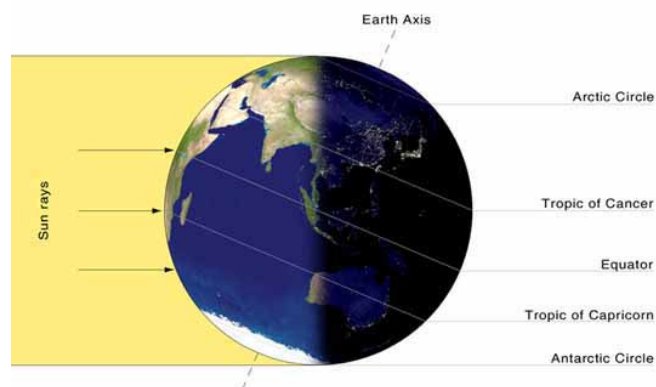 Earth Axis
Arctic Circle
Sun rays
Tropic of Cancer
Equator
Tropic of Capricorn
Antarctic Circle